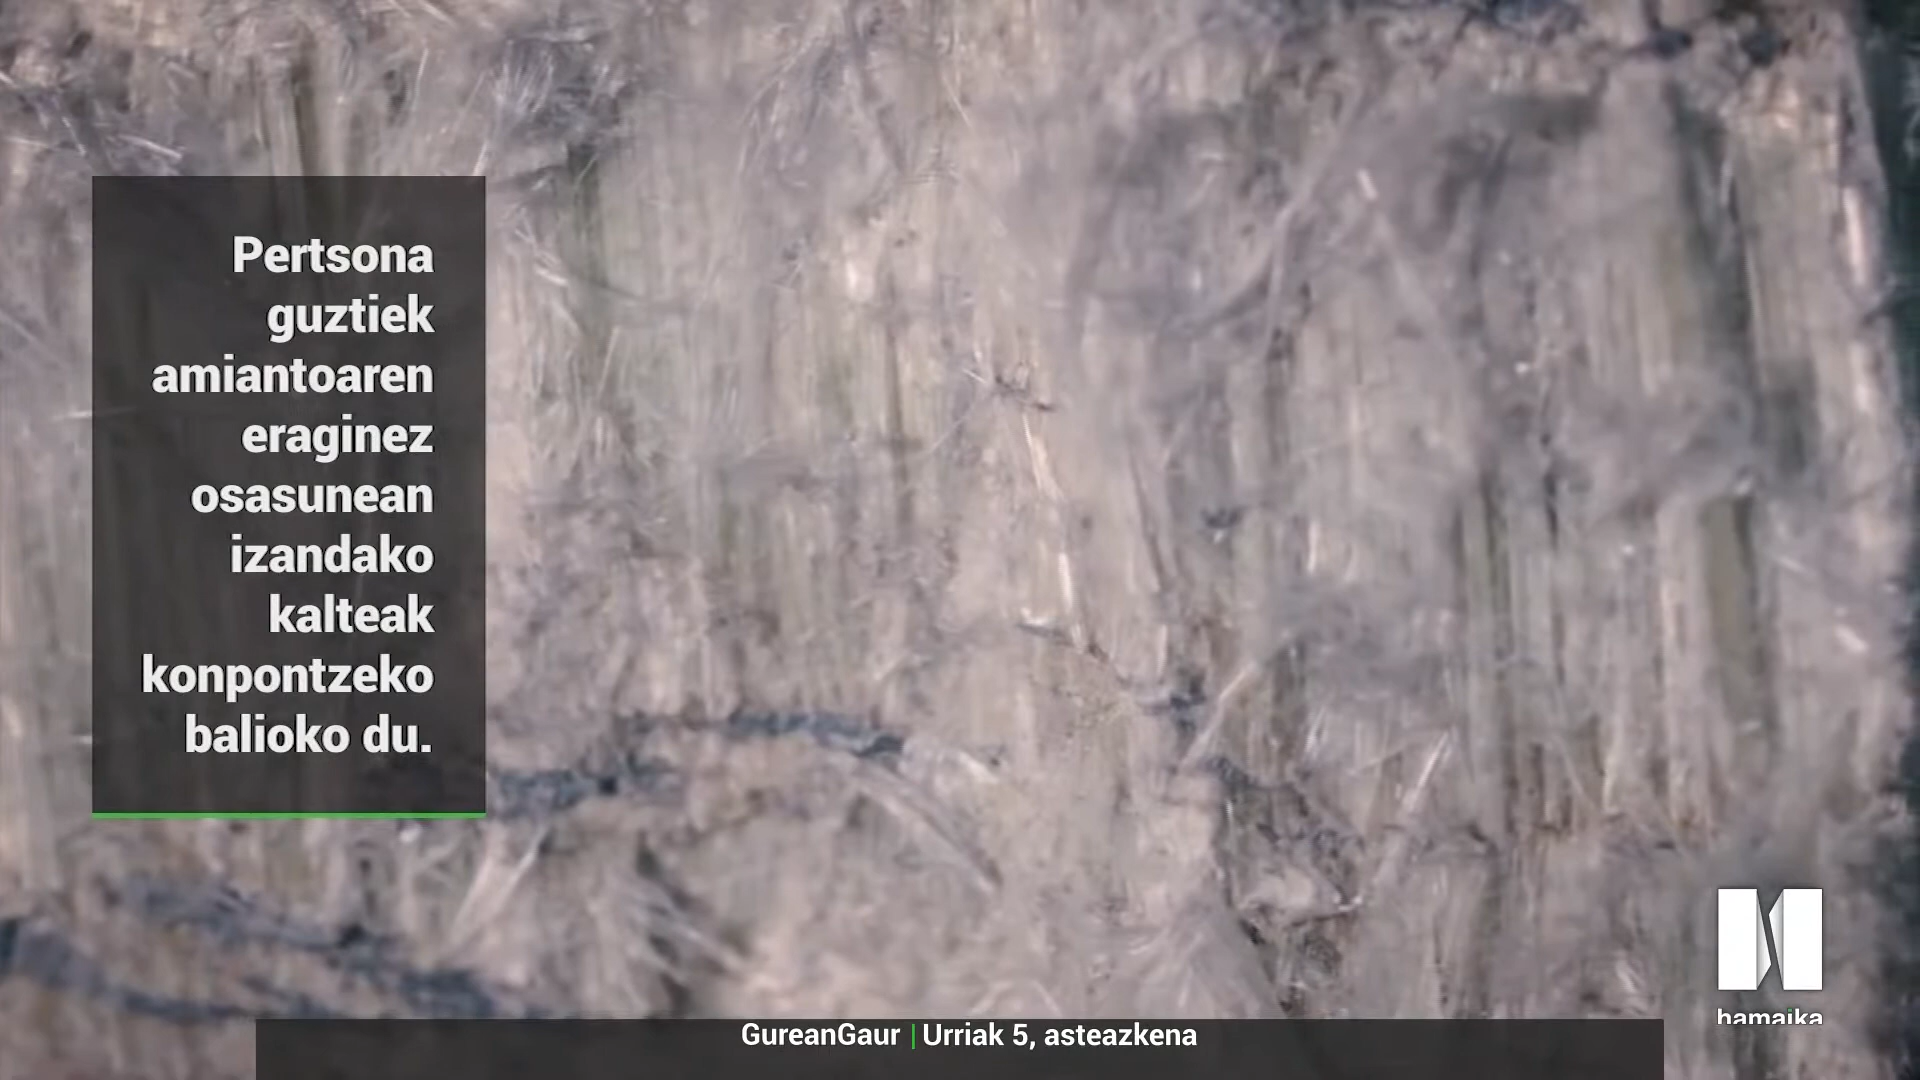 Pertsona
guztiek
amiantoaren
eraginez
osasunean
izandako
kalteak
konpontzeko
balioko du.
hamaika
GureanGaur | Urriak 5, asteazkena